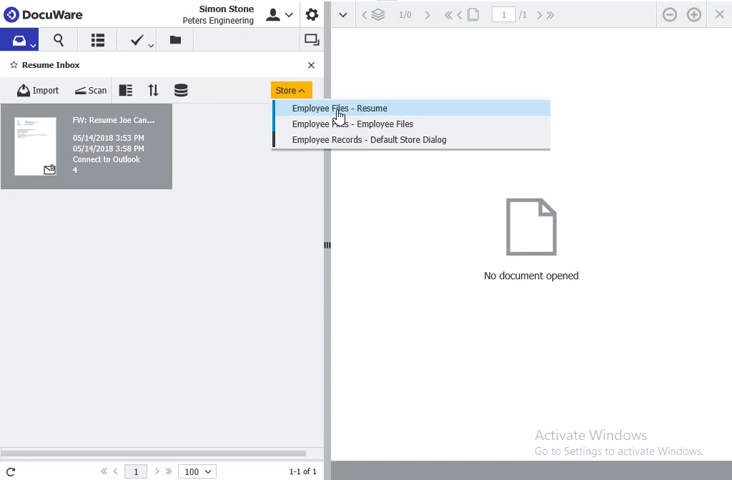 DocuWare
Simon Stone
Peters Engineering
1/0
1
/1
Resume Inbox
Import
Scan
Store
Employee Files - Resume
Employee - Employee Files
Employee Records - Default Store Dialog
FW: Resume Joe Can...
05/14/2018 3:53 PM
05/14/2018 3:58 PM
Connect to Outlook
4
No document opened
Activate Windows
Go to Settings to activate Windows.
1
100
1-1 of 1